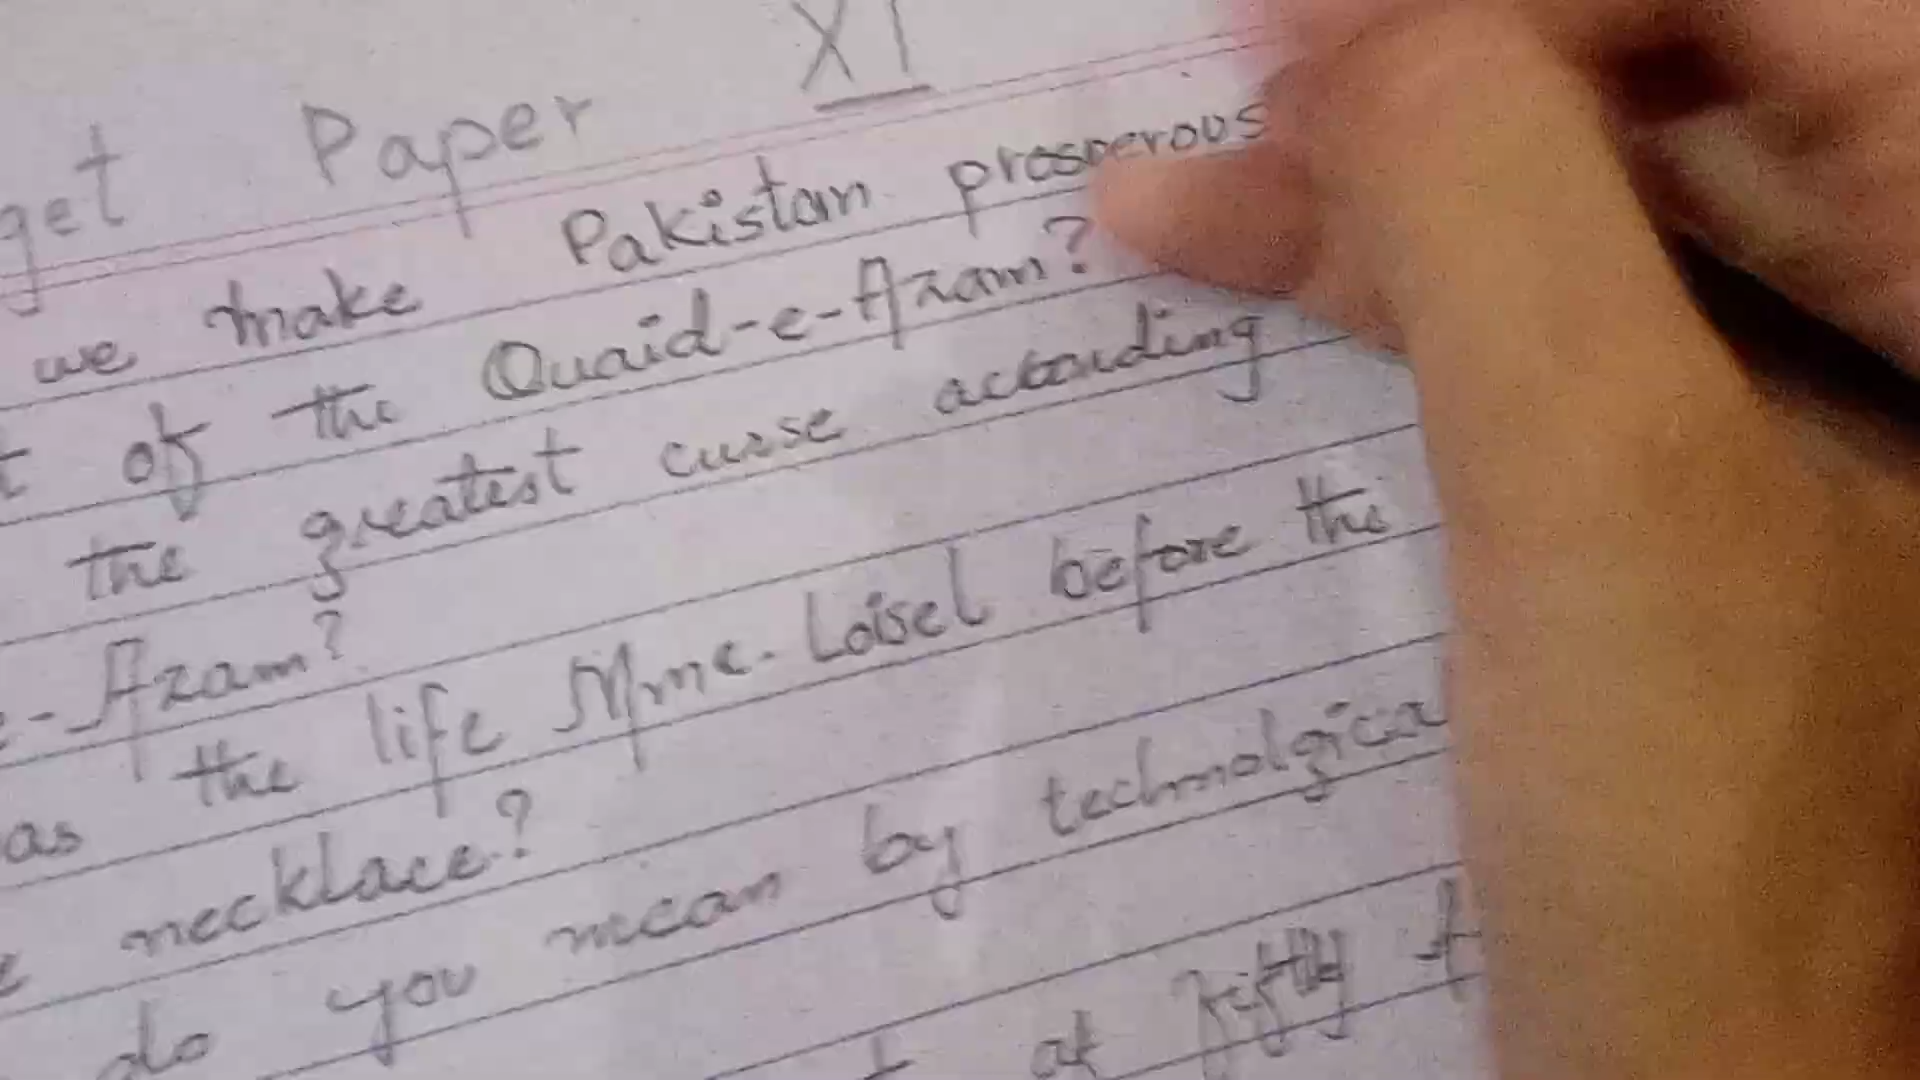 get Paper XI
we make Pakistan prosperous
of the Quaid-e-Azam?
the greatest curse according
e-Azam?
as the life Mme. Loisel before the
necklace?
do you mean by technolgica
at